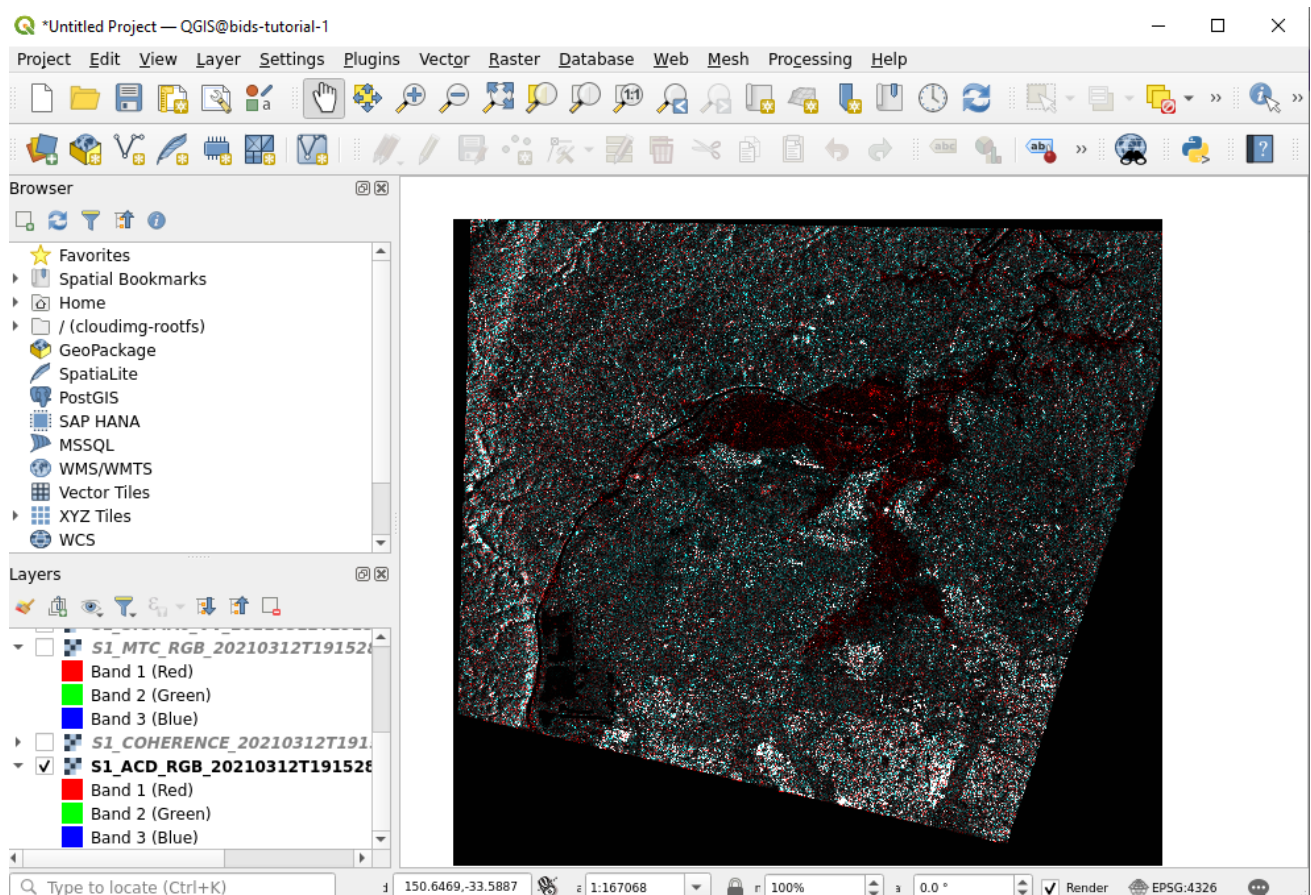 *Untitled Project — QGIS@bids-tutorial-1
Project Edit View Layer Settings Plugins Vector Raster Database Web Mesh Processing Help
1:1
a
»
»
abc
ab
»
?
Browser
Favorites
Spatial Bookmarks
Home
/ (cloudimg-rootfs)
GeoPackage
SpatiaLite
PostGIS
SAP HANA
MSSQL
WMS/WMTS
Vector Tiles
XYZ Tiles
WCS
Layers
S1_MTC_RGB_20210312T191528
Band 1 (Red)
Band 2 (Green)
Band 3 (Blue)
S1_COHERENCE_20210312T191.
S1_ACD_RGB_20210312T191528
Band 1 (Red)
Band 2 (Green)
Band 3 (Blue)
Type to locate (Ctrl+K) 150.6469,-33.5887 1:167068 100% 0.0 ° Render EPSG:4326